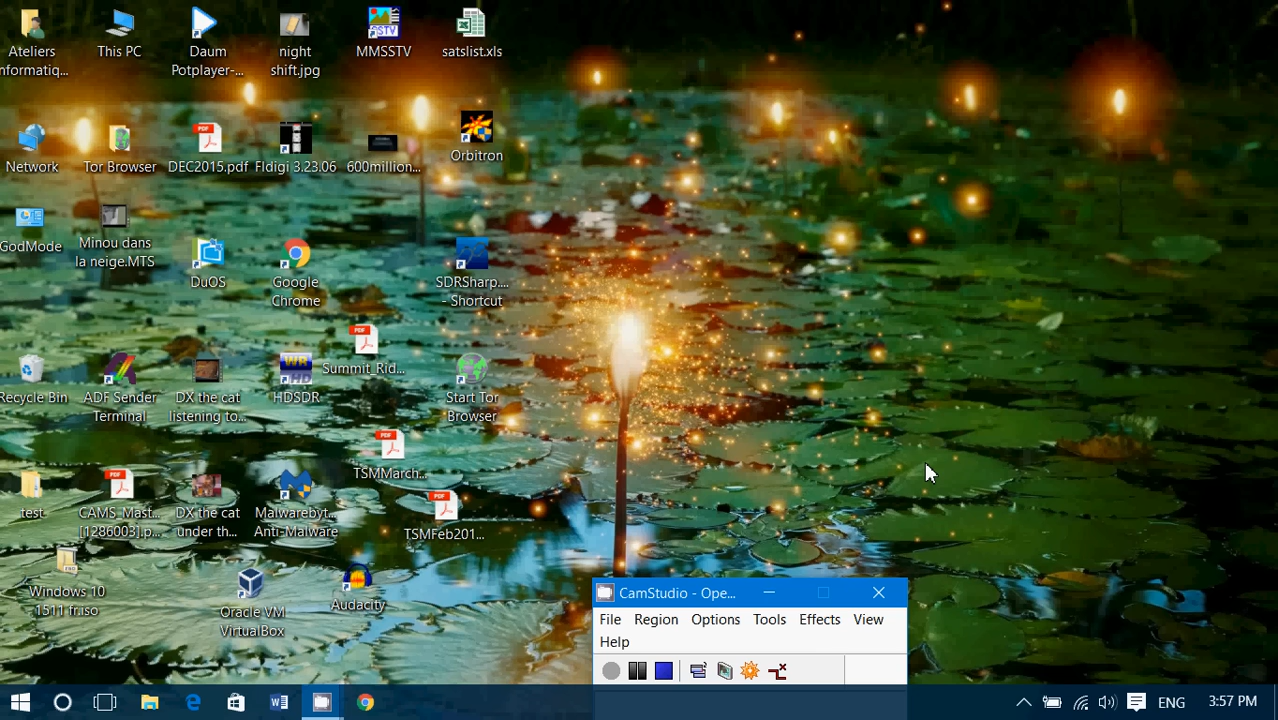 Ateliers
nformatiq...
This PC
Daum
Potplayer-...
night
shift.jpg
MMSSTV
satslist.xls
Network
Tor Browser
DEC2015.pdf
Fldigi 3.23.06
600million...
Orbitron
GodMode
Minou dans
la neige.MTS
DuOS
Google
Chrome
SDRSharp....
- Shortcut
Recycle Bin
ADF Sender
Terminal
DX the cat
listening to...
HDSDR
Summit_Rid...
Start Tor
Browser
TSMMarch...
test
CAMS_Mast...
[1286003].p...
DX the cat
under th...
Malwarebyt...
Anti-Malware
TSMFeb201...
Windows 10
1511 fr.iso
Oracle VM
VirtualBox
Audacity
CamStudio - Ope...
File Region Options Tools Effects View
Help
ENG 3:57 PM